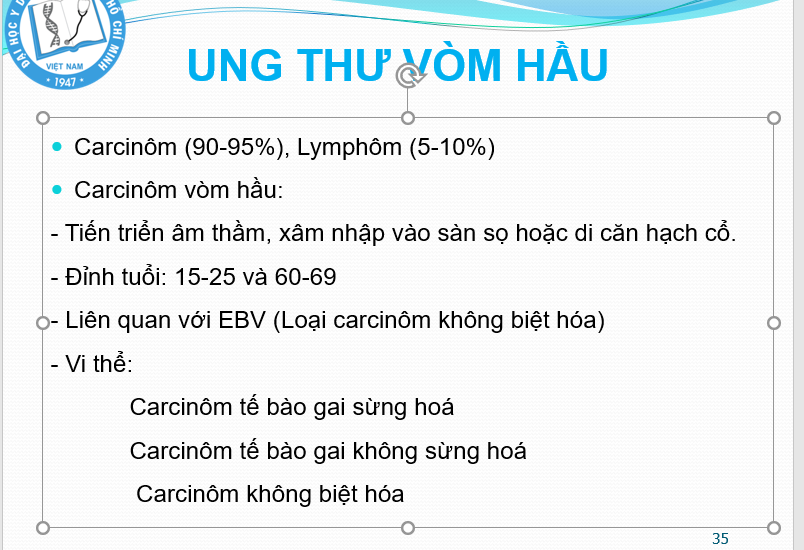 ĐẠI HỌC Y D HỒ CHÍ MINH
VIỆT NAM
• 1947 •
UNG THƯ VÒM HẦU
• Carcinôm (90-95%), Lymphôm (5-10%)
• Carcinôm vòm hầu:
- Tiến triển âm thầm, xâm nhập vào sàn sọ hoặc di căn hạch cổ.
- Đỉnh tuổi: 15-25 và 60-69
- Liên quan với EBV (Loại carcinôm không biệt hóa)
- Vi thể:
Carcinôm tế bào gai sừng hoá
Carcinôm tế bào gai không sừng hoá
Carcinôm không biệt hóa
35